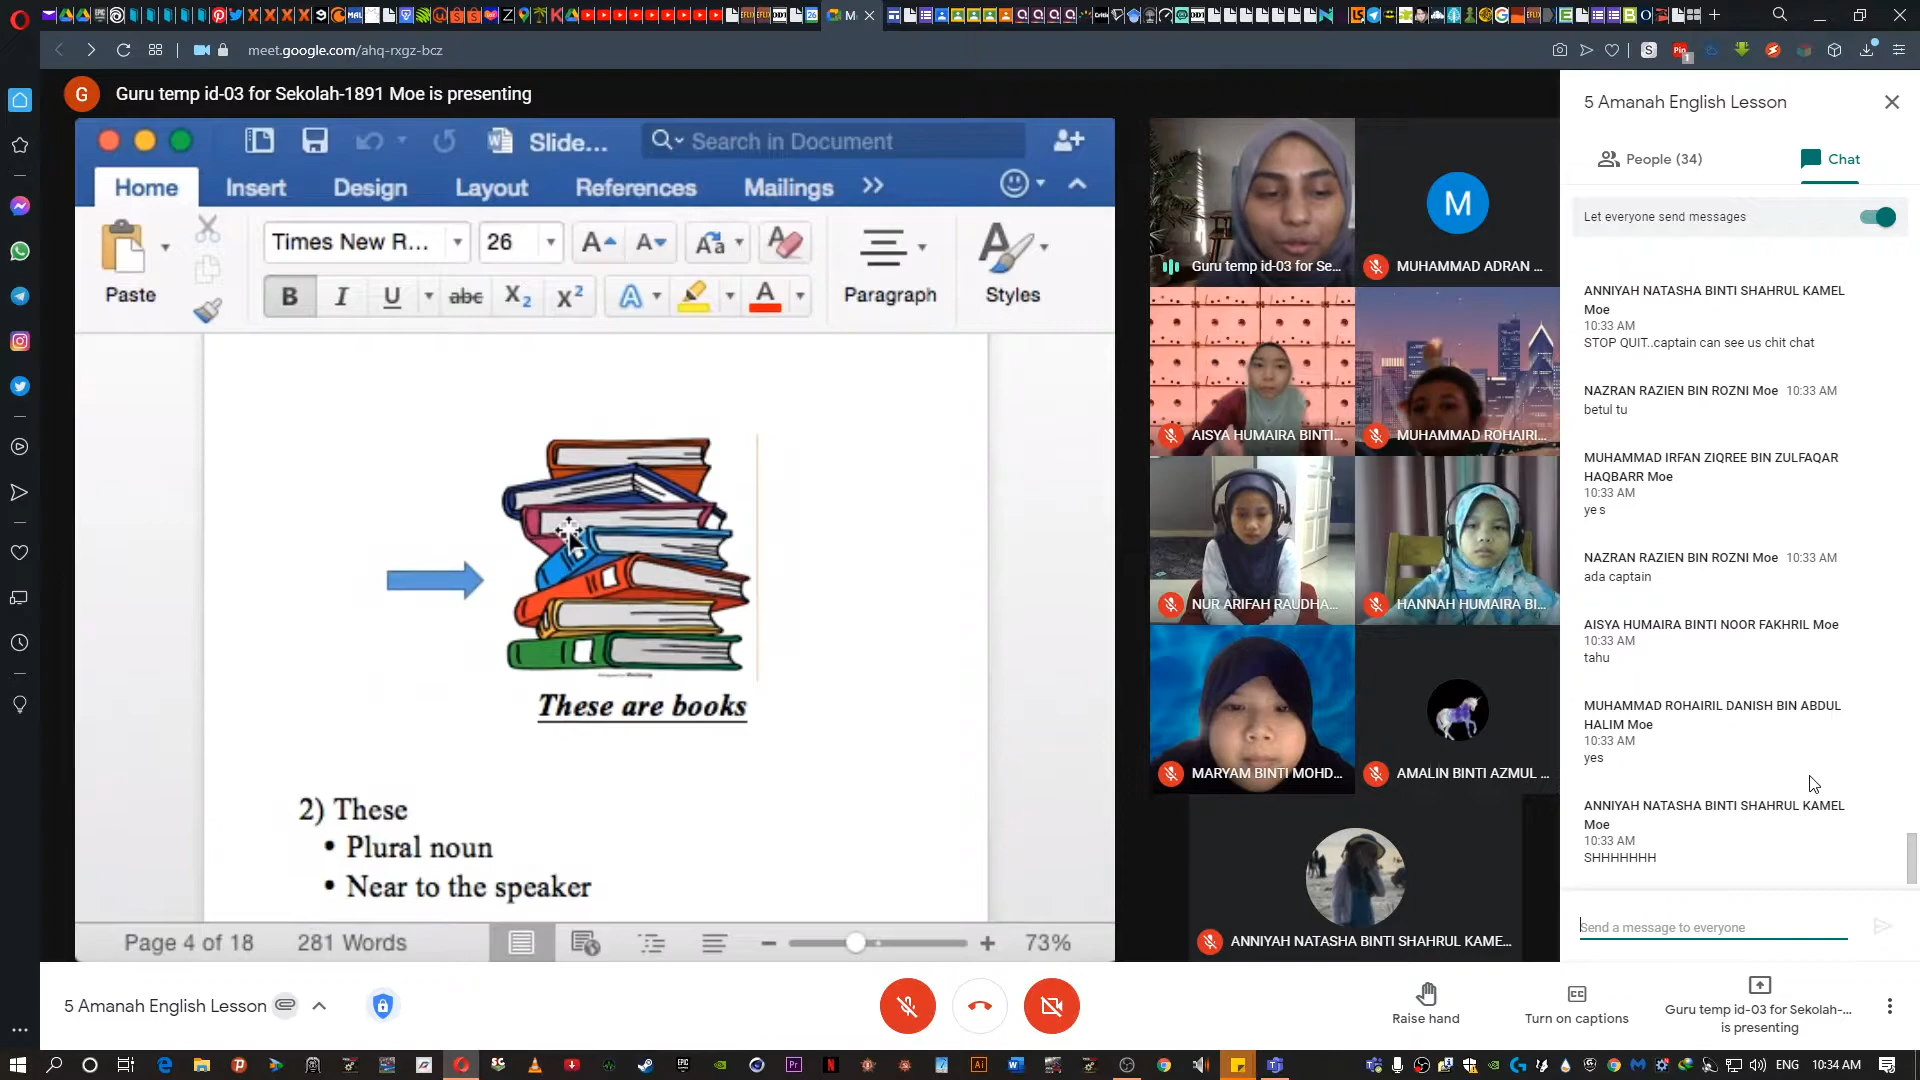 meet.google.com/ahq-rxgz-bcz
G Guru temp id-03 for Sekolah-1891 Moe is presenting
Slide...
Search in Document
Home Insert Design Layout References Mailings
Times New R... 26
Paste
B I U abc X2 X2 A A
Paragraph
Styles
These are books
2) These
• Plural noun
• Near to the speaker
Page 4 of 18 281 Words 73%
Guru temp id-03 for Se...
M
MUHAMMAD ADRAN ...
AISYA HUMAIRA BINTI...
MUHAMMAD ROHAIRI...
NUR ARIFAH RAUDHA...
HANNAH HUMAIRA BI...
MARYAM BINTI MOHD...
AMALIN BINTI AZMUL ...
ANNIYAH NATASHA BINTI SHAHRUL KAME...
5 Amanah English Lesson
People (34)
Chat
Let everyone send messages
ANNIYAH NATASHA BINTI SHAHRUL KAMEL
Moe
10:33 AM
STOP QUIT..captain can see us chit chat
NAZRAN RAZIEN BIN ROZNI Moe 10:33 AM
betul tu
MUHAMMAD IRFAN ZIQREE BIN ZULFAQAR
HAQBARR Moe
10:33 AM
ye s
NAZRAN RAZIEN BIN ROZNI Moe 10:33 AM
ada captain
AISYA HUMAIRA BINTI NOOR FAKHRIL Moe
10:33 AM
tahu
MUHAMMAD ROHAIRIL DANISH BIN ABDUL
HALIM Moe
10:33 AM
yes
ANNIYAH NATASHA BINTI SHAHRUL KAMEL
Moe
10:33 AM
SHHHHHHH
Send a message to everyone
5 Amanah English Lesson
Raise hand
Turn on captions
Guru temp id-03 for Sekolah-...
is presenting
ENG 10:34 AM